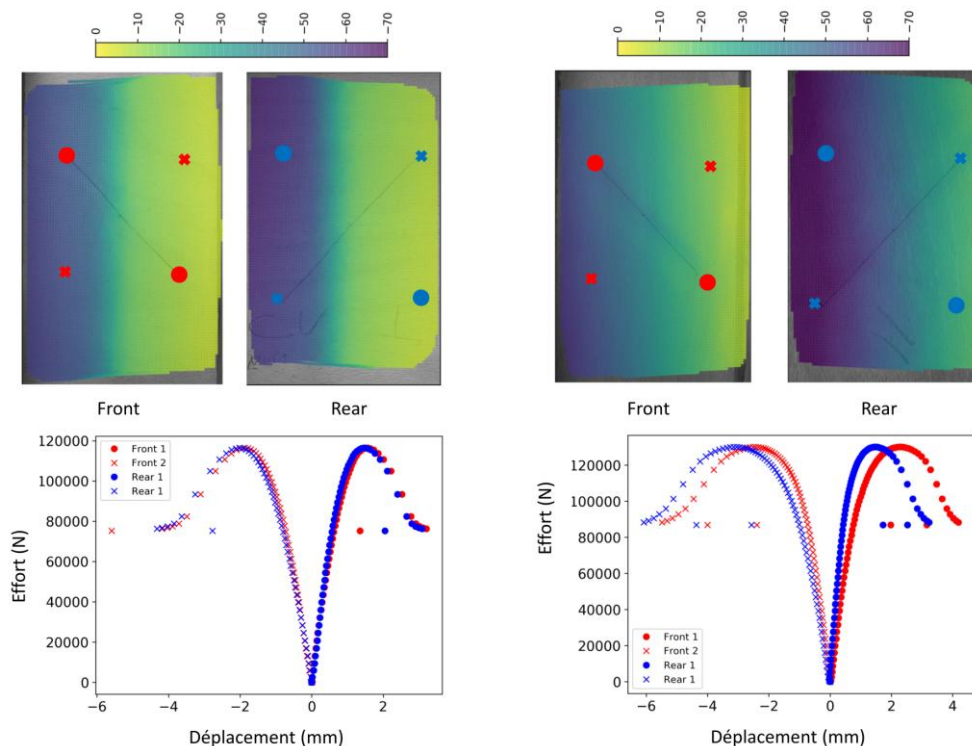 0 −10 −20 −30 −40 −50 −60 −70
0 −10 −20 −30 −40 −50 −60 −70
Front
Rear
Front
Rear
120000
100000
80000
60000
40000
20000
0
Effort (N)
Front 1
Front 2
Rear 1
Rear 1
−6 −4 −2 0 2 4
Déplacement (mm)
120000
100000
80000
60000
40000
20000
0
Effort (N)
Front 1
Front 2
Rear 1
Rear 1
−6 −4 −2 0 2 4
Déplacement (mm)